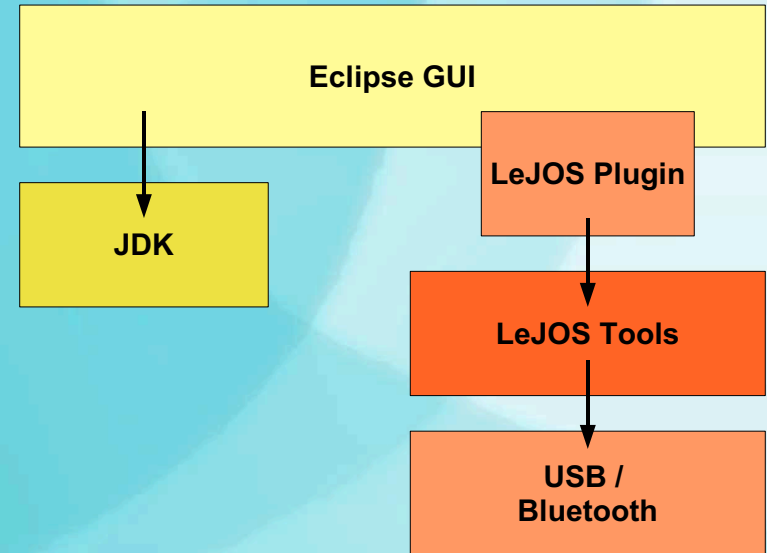 Eclipse GUI
LeJOS Plugin
JDK
LeJOS Tools
USB /
Bluetooth